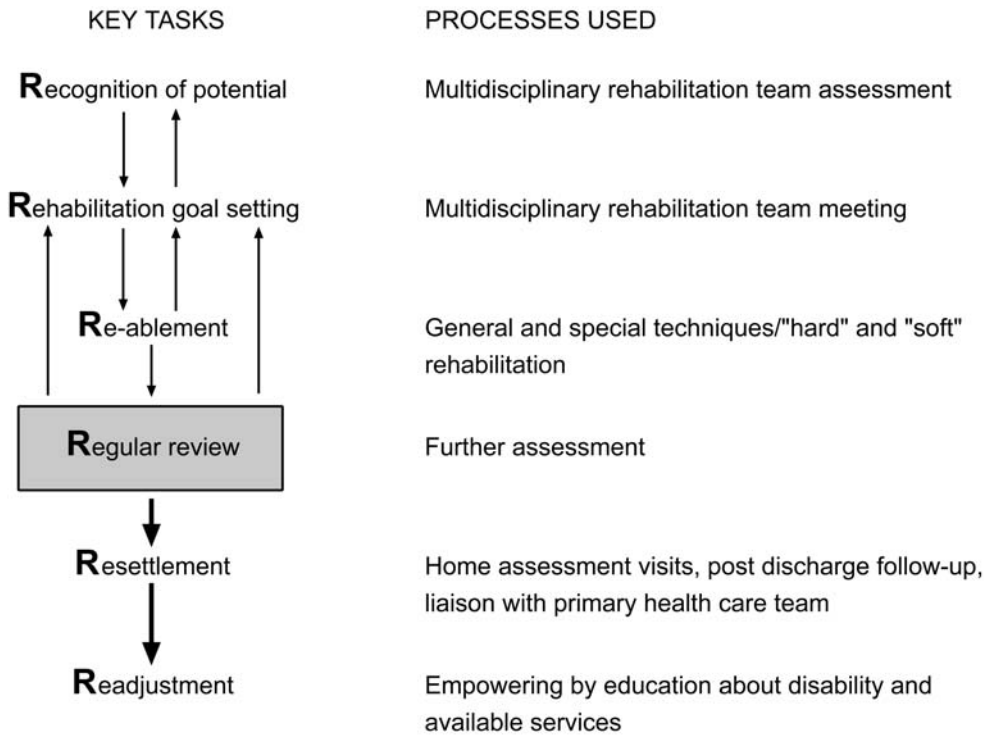 KEY TASKS PROCESSES USED
Recognition of potential Multidisciplinary rehabilitation team assessment
Rehabilitation goal setting Multidisciplinary rehabilitation team meeting
Re-ablement General and special techniques/"hard" and "soft"
rehabilitation
Regular review Further assessment
Resettlement Home assessment visits, post discharge follow-up,
liaison with primary health care team
Readjustment Empowering by education about disability and
available services